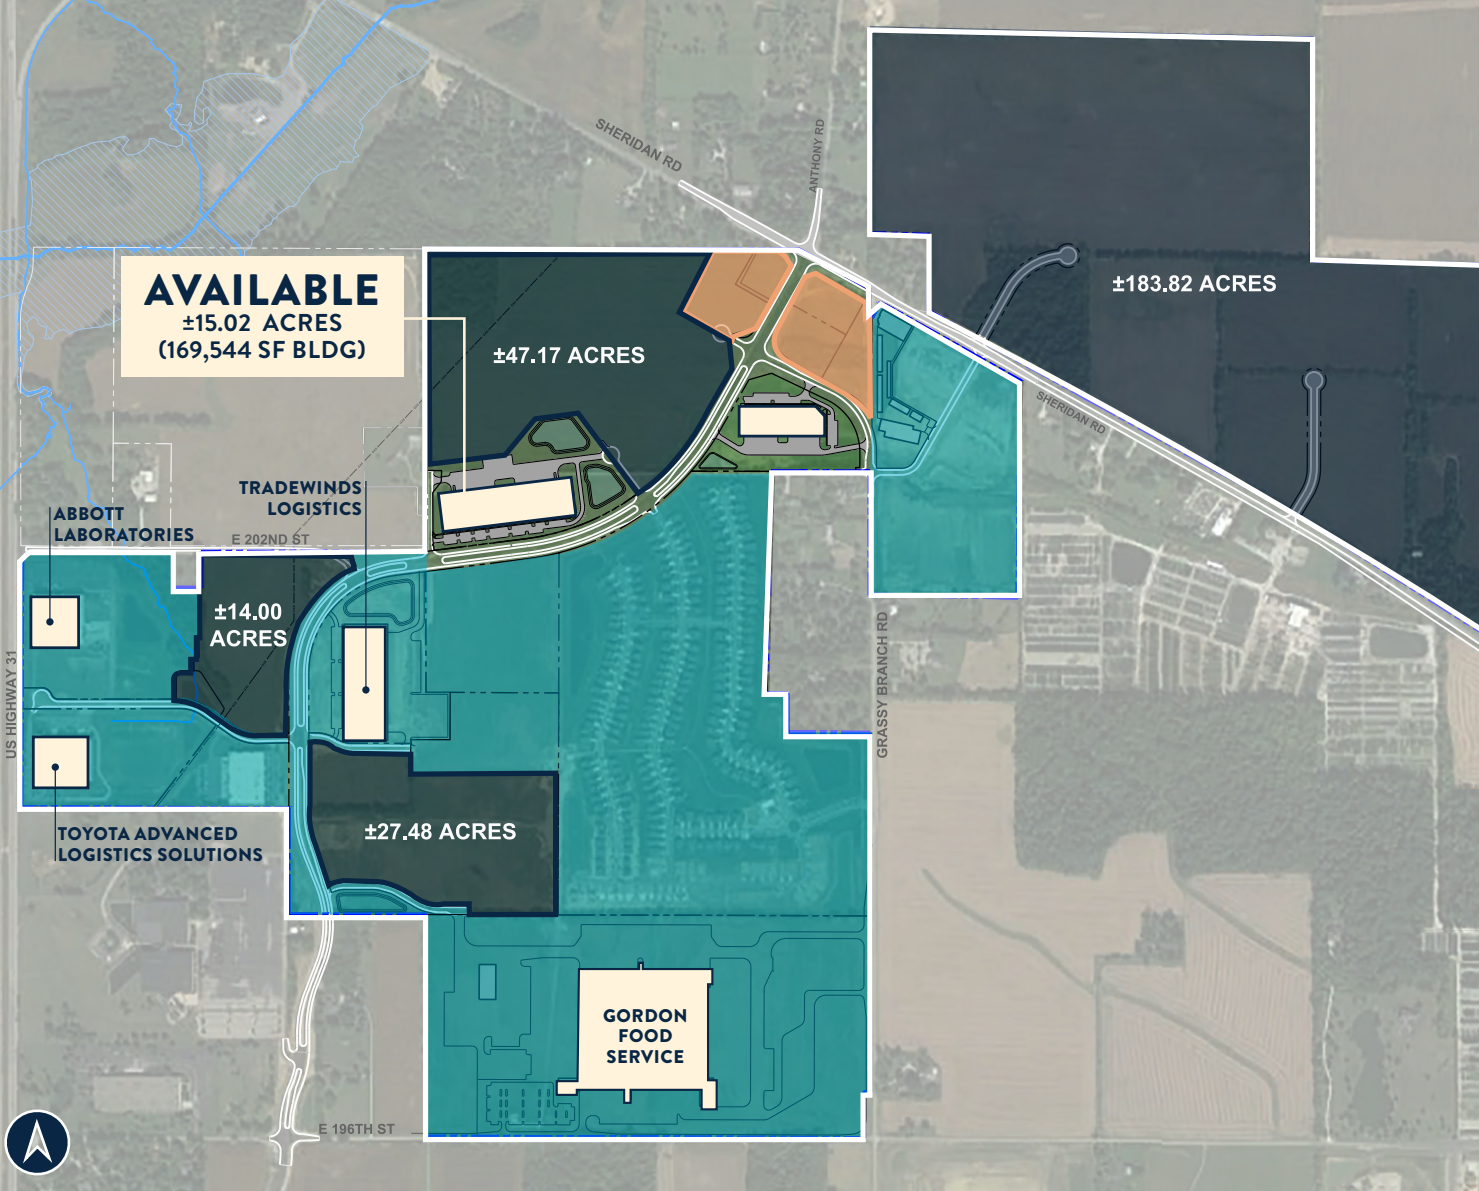 SHERIDAN RD
ANTHONY RD
AVAILABLE
±15.02 ACRES
(169,544 SF BLDG)
±183.82 ACRES
±47.17 ACRES
SHERIDAN RD
TRADEWINDS
LOGISTICS
ABBOTT
LABORATORIES
E 202ND ST
±14.00
ACRES
US HIGHWAY 31
GRASSY BRANCH RD
TOYOTA ADVANCED
LOGISTICS SOLUTIONS
±27.48 ACRES
GORDON
FOOD
SERVICE
E 196TH ST